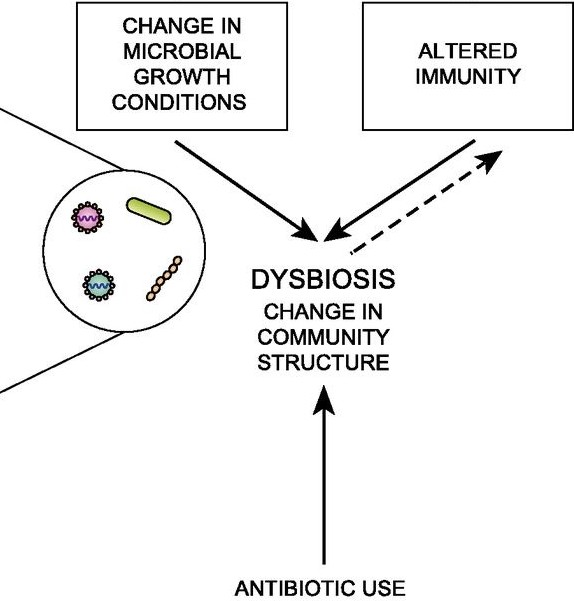 CHANGE IN
MICROBIAL
GROWTH
CONDITIONS
ALTERED
IMMUNITY
DYSBIOSIS
CHANGE IN
COMMUNITY
STRUCTURE
ANTIBIOTIC USE